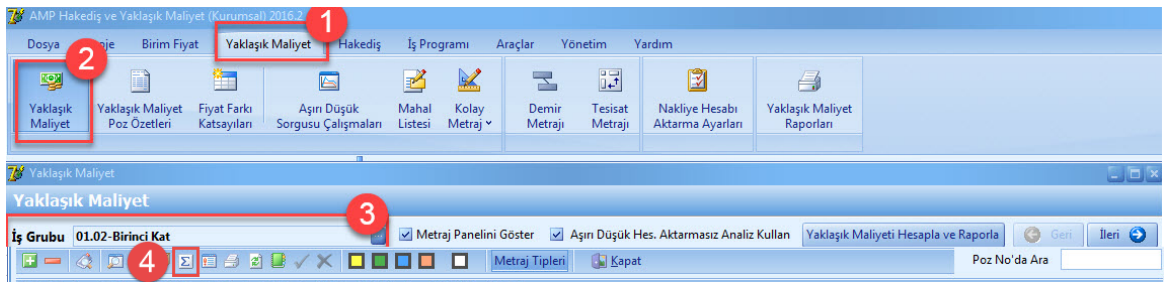 AMP Hakediş ve Yaklaşık Maliyet (Kurumsal) 2016.2
1
Dosya
Birim Fiyat Yaklaşık Maliyet Hakediş İş Programı Araçlar Yönetim Yardım
2
Yaklaşık Maliyet
Yaklaşık Maliyet Poz Özetleri
Fiyat Farkı Katsayıları
Aşırı Düşük Sorgusu Çalışmaları
Mahal Listesi
Kolay Metraj
Demir Metrajı
Tesisat Metrajı
Nakliye Hesabı Aktarma Ayarları
Yaklaşık Maliyet Raporları
Yaklaşık Maliyet
Yaklaşık Maliyet
3
İş Grubu 01.02-Birinci Kat Metraj Panelini Göster Aşırı Düşük Hes. Aktarmasız Analiz Kullan Yaklaşık Maliyeti Hesapla ve Raporla Geri İleri
4 Σ Metraj Tipleri Kapat Poz No'da Ara